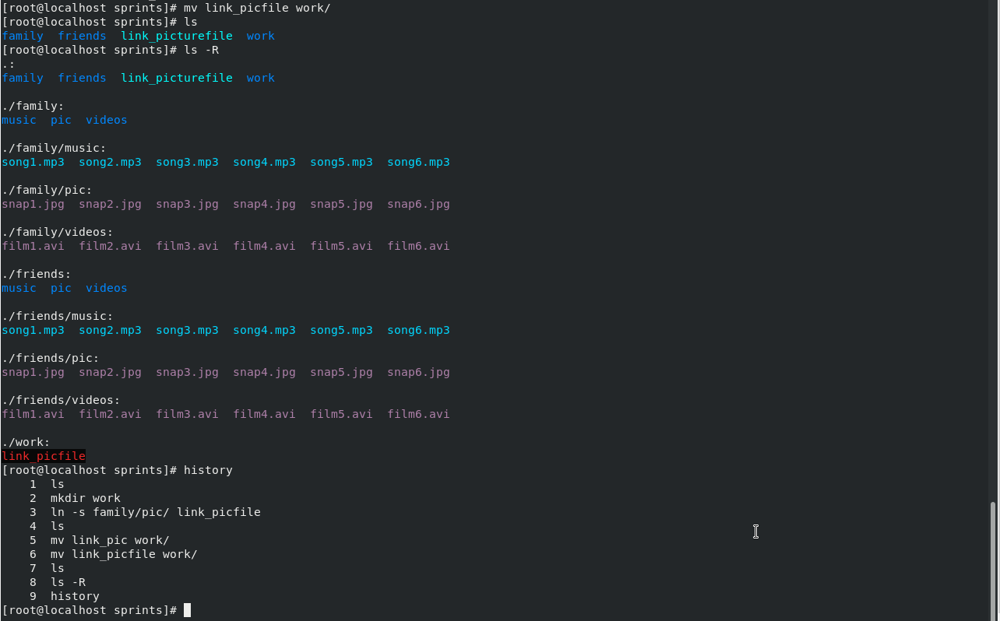 [root@localhost sprints]# mv link_picfile work/
[root@localhost sprints]# ls
family  friends  link_picturefile  work
[root@localhost sprints]# ls -R
.:
family  friends  link_picturefile  work

./family:
music  pic  videos

./family/music:
song1.mp3  song2.mp3  song3.mp3  song4.mp3  song5.mp3  song6.mp3

./family/pic:
snap1.jpg  snap2.jpg  snap3.jpg  snap4.jpg  snap5.jpg  snap6.jpg

./family/videos:
film1.avi  film2.avi  film3.avi  film4.avi  film5.avi  film6.avi

./friends:
music  pic  videos

./friends/music:
song1.mp3  song2.mp3  song3.mp3  song4.mp3  song5.mp3  song6.mp3

./friends/pic:
snap1.jpg  snap2.jpg  snap3.jpg  snap4.jpg  snap5.jpg  snap6.jpg

./friends/videos:
film1.avi  film2.avi  film3.avi  film4.avi  film5.avi  film6.avi

./work:
link_picfile
[root@localhost sprints]# history
    1  ls
    2  mkdir work
    3  ln -s family/pic/ link_picfile
    4  ls
    5  mv link_pic work/
    6  mv link_picfile work/
    7  ls
    8  ls -R
    9  history
[root@localhost sprints]#